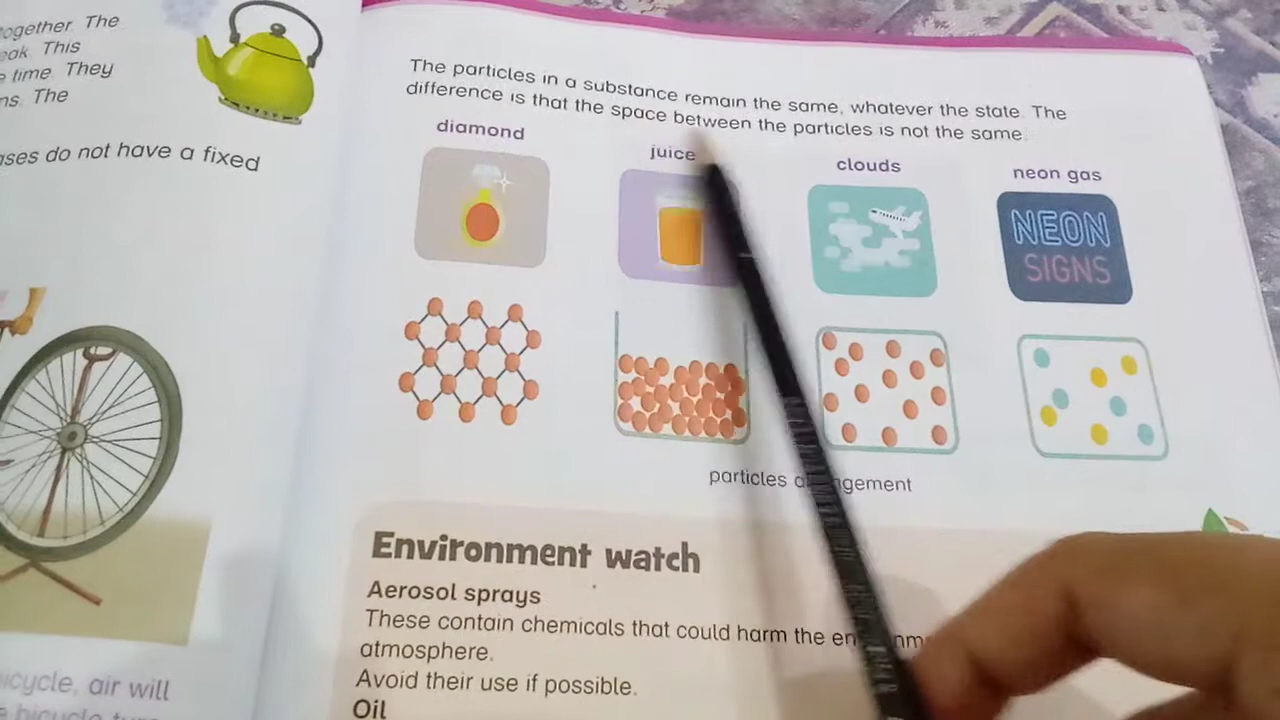 together. The
eak. This
e time. They
ns. The
ases do not have a fixed
icycle, air will
The particles in a substance remain the same, whatever the state. The
difference is that the space between the particles is not the same.
diamond
juice
clouds
neon gas
NEON
SIGNS
particles
Environment watch
Aerosol sprays
These contain chemicals that could harm the
atmosphere.
Avoid their use if possible.
Oil